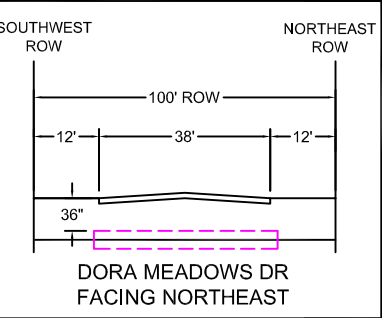 SOUTHWEST
ROW
NORTHEAST
ROW
100' ROW
12'
38'
12'
36"
DORA MEADOWS DR
FACING NORTHEAST